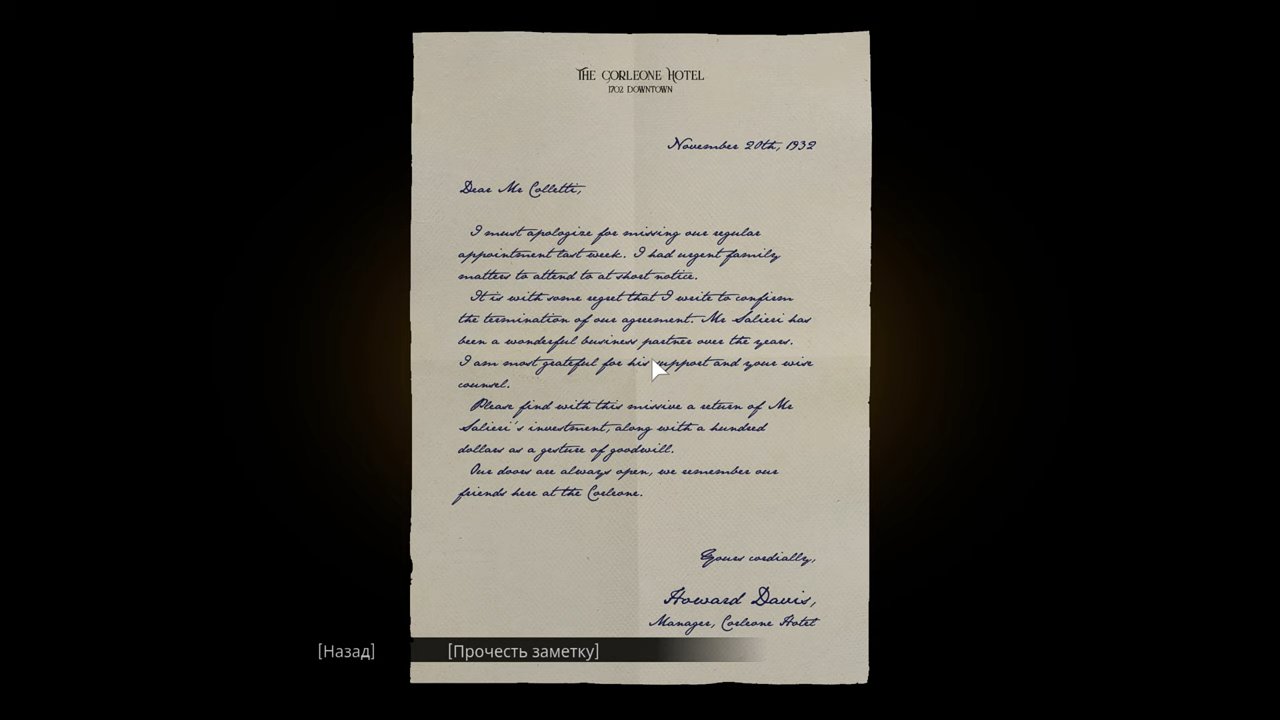 THE CORLEONE HOTEL
1702 DOWNTOWN
November 20th, 1932
Dear Mr Colletti,
I must apologize for missing our regular
appointment last week. I had urgent family
matters to attend to at short notice.
It is with some regret that I write to confirm
the termination of our agreement. Mr Salieri has
been a wonderful business partner over the years.
I am most grateful for his support and your wise
counsel.
Please find with this missive a return of Mr
Salieri's investment, along with a hundred
dollars as a gesture of goodwill.
Our doors are always open, we remember our
friends here at the Corleone.
Yours cordially,
Howard Davis,
Manager, Corleone Hotel
[Назад] [Прочесть заметку]